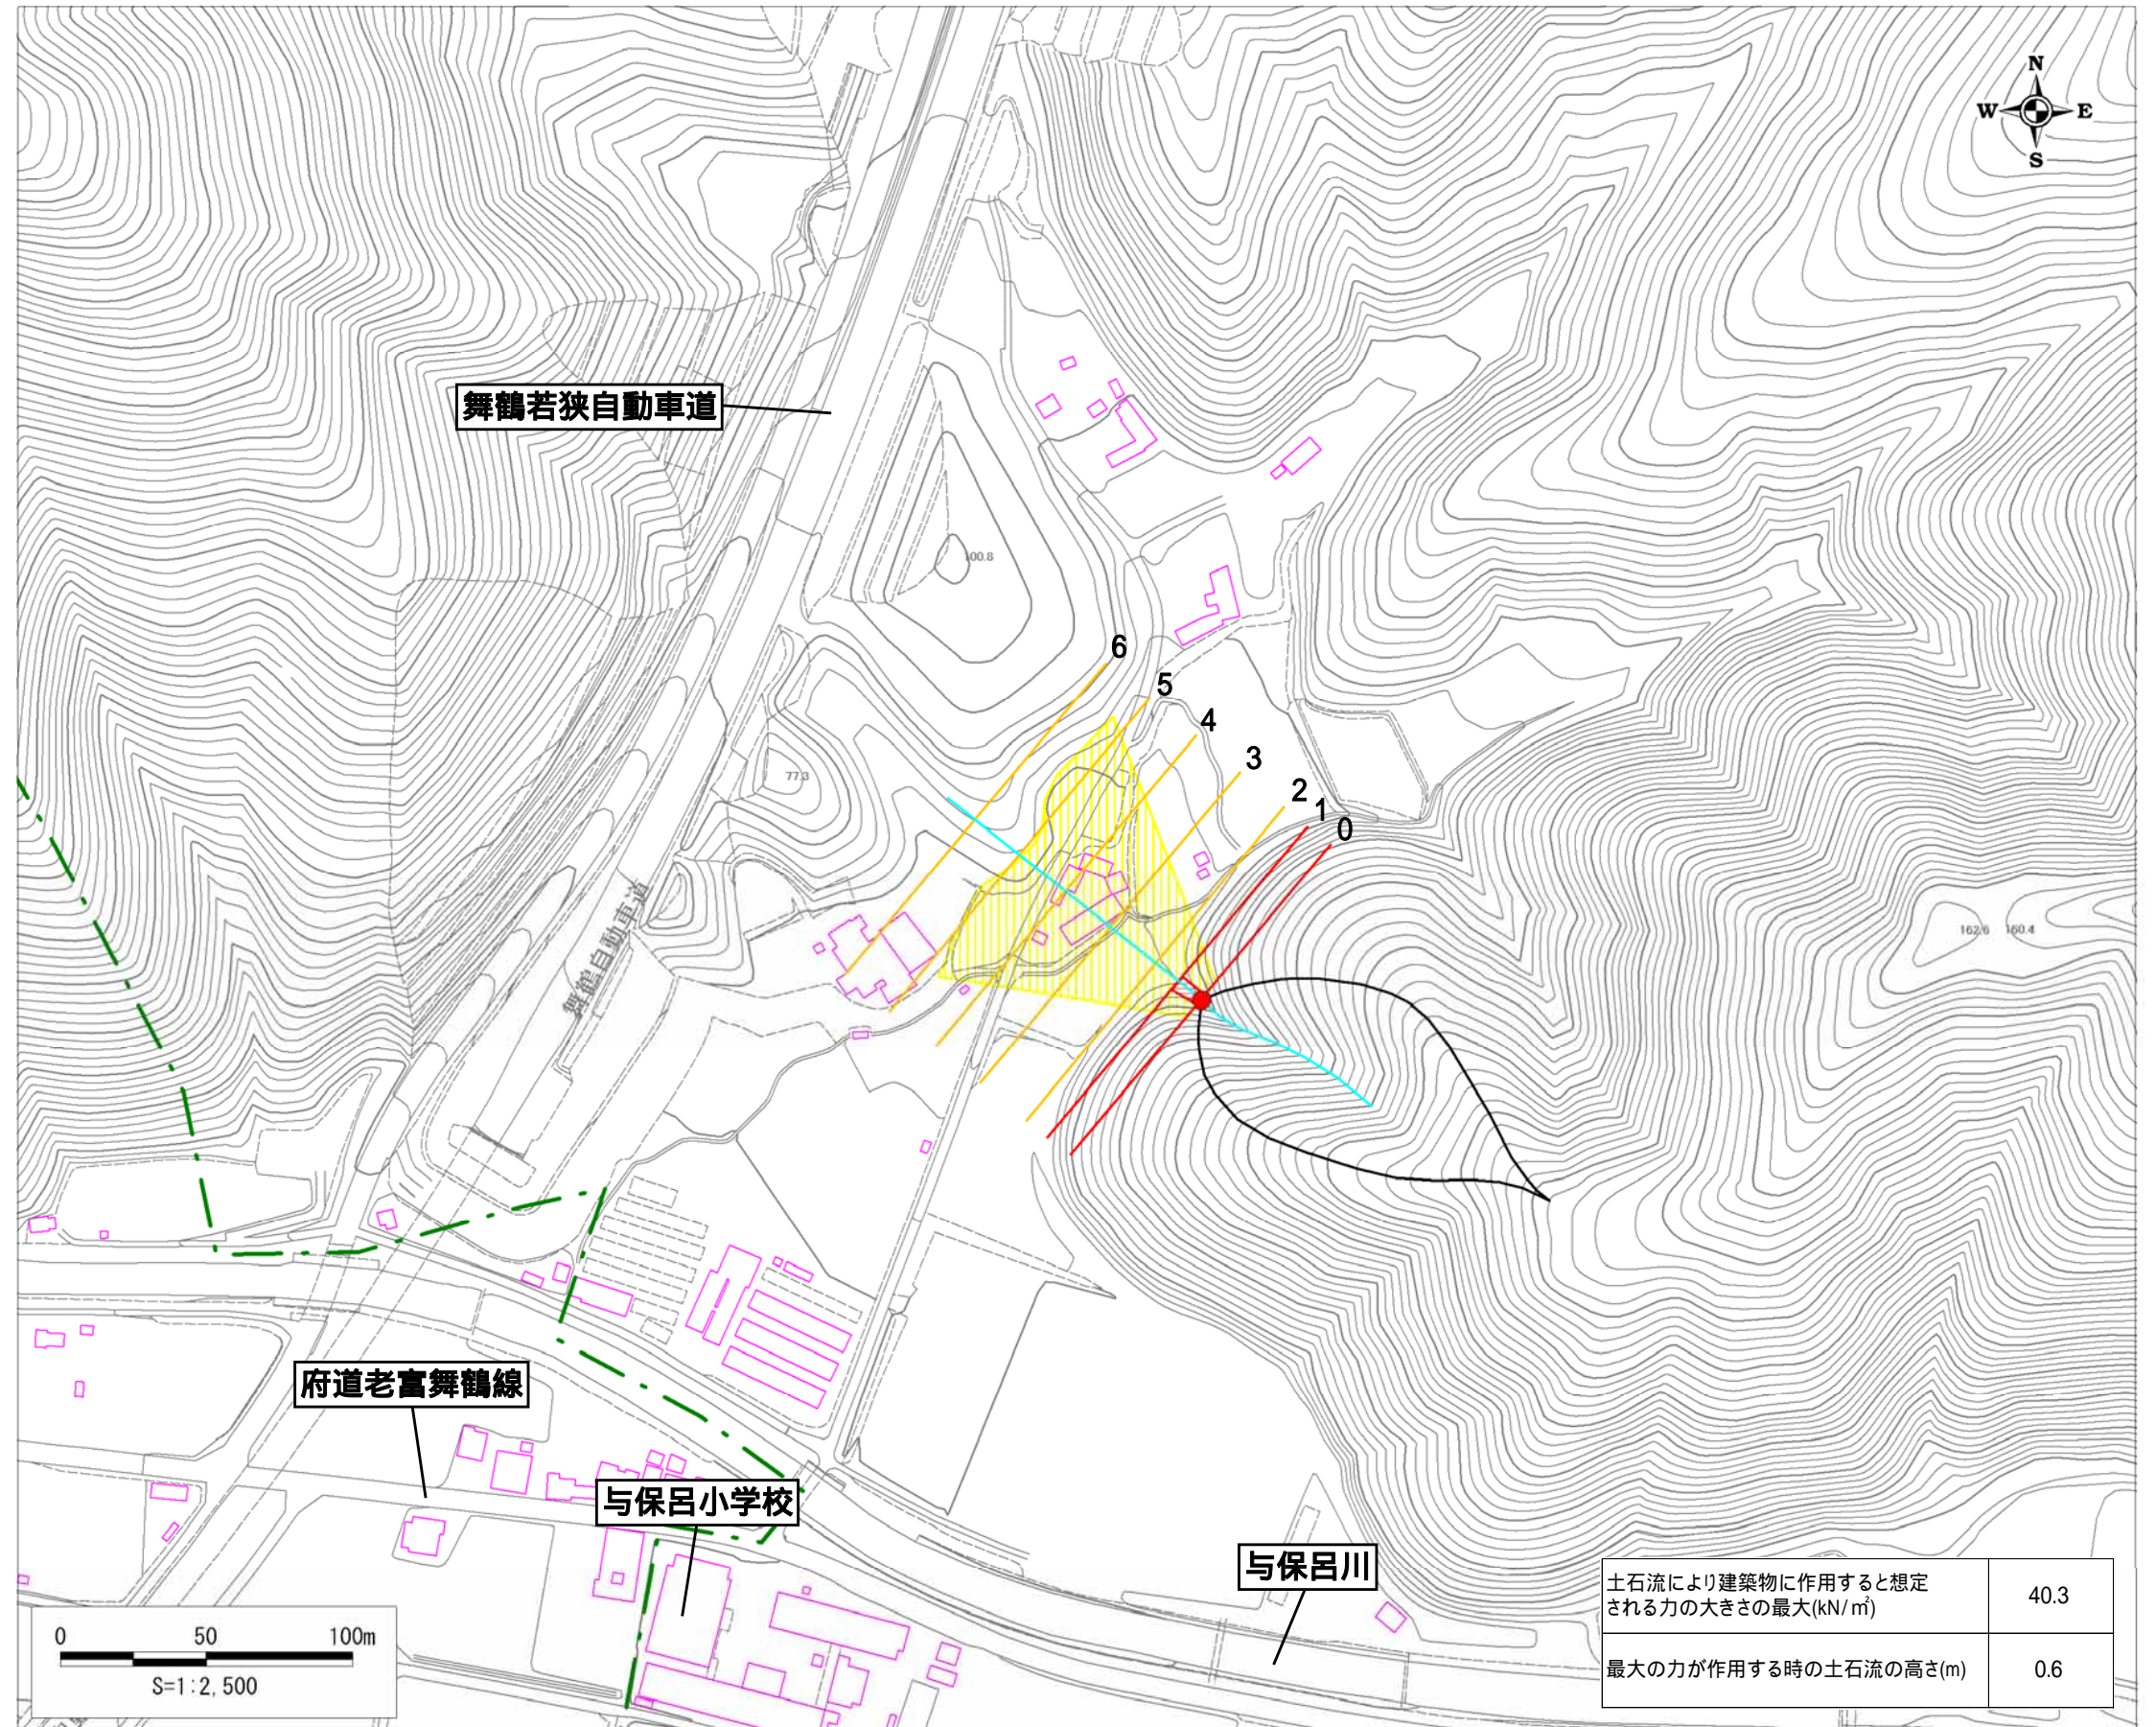 N
W E
S
舞鶴若狭自動車道
100.8
6
5
4
3
2
1
0
77.3
舞鶴自動車道
162.6 160.4
府道老富舞鶴線
与保呂小学校
与保呂川
0 50 100m
S=1:2,500
土石流により建築物に作用すると想定
される力の大きさの最大(kN/㎡)
40.3
最大の力が作用する時の土石流の高さ(m)
0.6